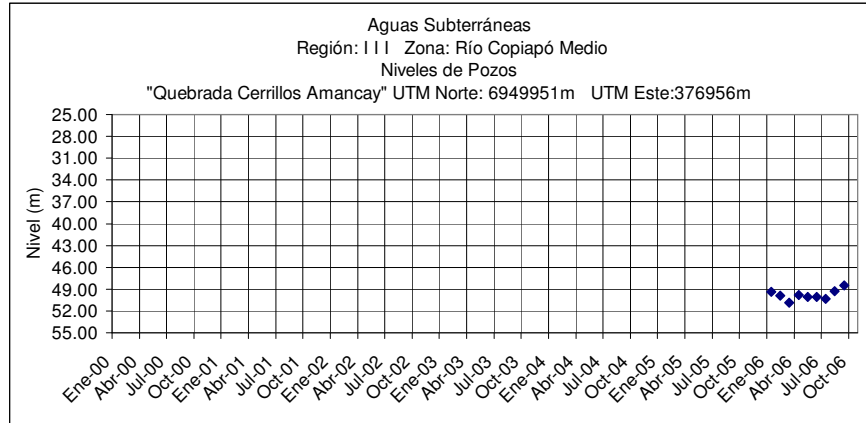 Aguas Subterráneas
Región: I I I Zona: Río Copiapó Medio
Niveles de Pozos
"Quebrada Cerrillos Amancay" UTM Norte: 6949951m UTM Este:376956m
Nivel (m)
25.00
28.00
31.00
34.00
37.00
40.00
43.00
46.00
49.00
52.00
55.00
Ene-00
Abr-00
Jul-00
Oct-00
Ene-01
Abr-01
Jul-01
Oct-01
Ene-02
Abr-02
Jul-02
Oct-02
Ene-03
Abr-03
Jul-03
Oct-03
Ene-04
Abr-04
Jul-04
Oct-04
Ene-05
Abr-05
Jul-05
Oct-05
Ene-06
Abr-06
Jul-06
Oct-06